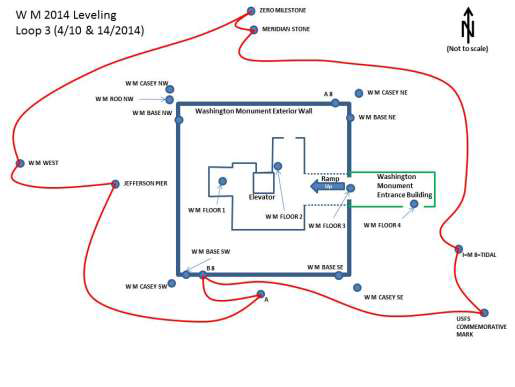 W M 2014 Leveling
Loop 3 (4/10 & 14/2014)
ZERO MILESTONE
MERIDIAN STONE
N
(Not to scale)
W M CASEY NW
W M ROD NW
W M BASE NW
A 8
W M CASEY NE
Washington Monument Exterior Wall
W M BASE NE
W M WEST
JEFFERSON PIER
Ramp
Up
Washington
Monument
Entrance Building
Elevator
W M FLOOR 1
W M FLOOR 2
W M FLOOR 3
W M FLOOR 4
W M BASE SW
B 8
W M BASE SE
I=M B=TIDAL
W M CASEY SW
A
W M CASEY SE
USFS
COMMEMORATIVE
MARK